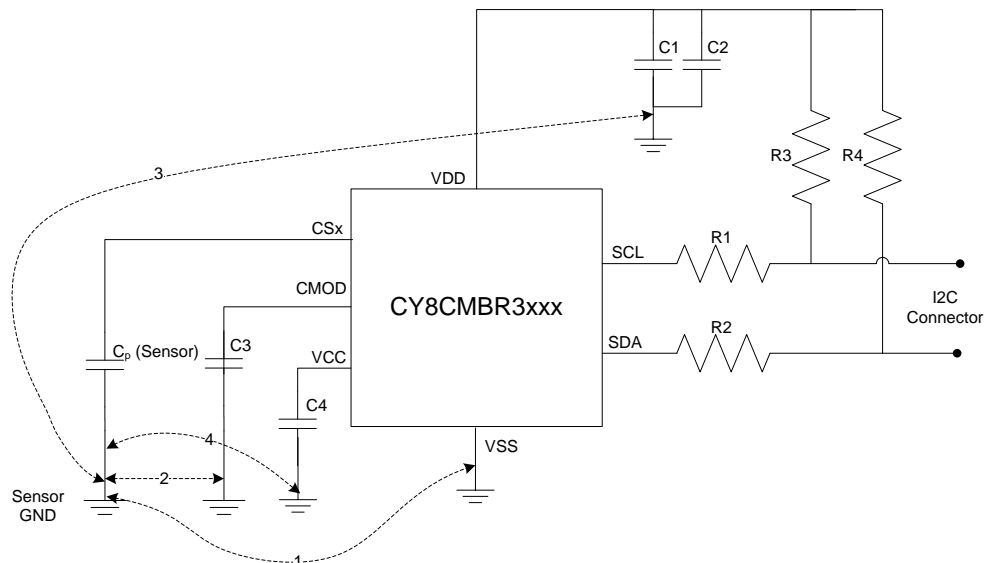 C1
C2
R3
R4
3
VDD
CSx
SCL
R1
CMOD
CY8CMBR3xxx
I2C
Connector
Cp (Sensor)
C3
VCC
SDA
R2
C4
4
VSS
2
Sensor
GND
1